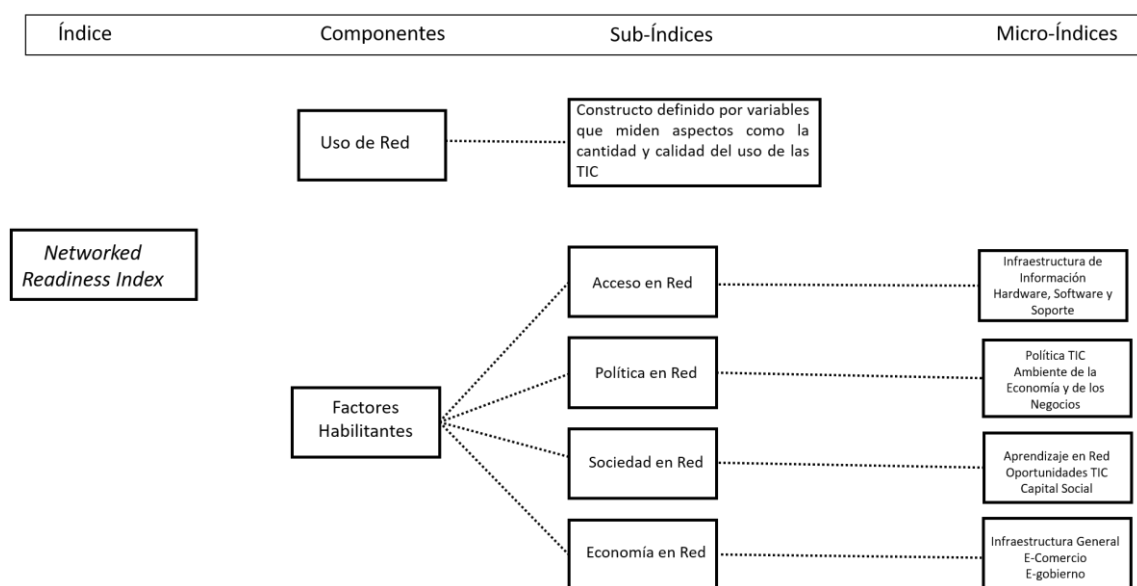 Índice
Componentes
Sub-Índices
Micro-Índices
Uso de Red
Constructo definido por variables
que miden aspectos como la
cantidad y calidad del uso de las
TIC
Networked
Readiness Index
Factores
Habilitantes
Acceso en Red
Infraestructura de
Información
Hardware, Software y
Soporte
Política en Red
Política TIC
Ambiente de la
Economía y de los
Negocios
Sociedad en Red
Aprendizaje en Red
Oportunidades TIC
Capital Social
Economía en Red
Infraestructura General
E-Comercio
E-gobierno